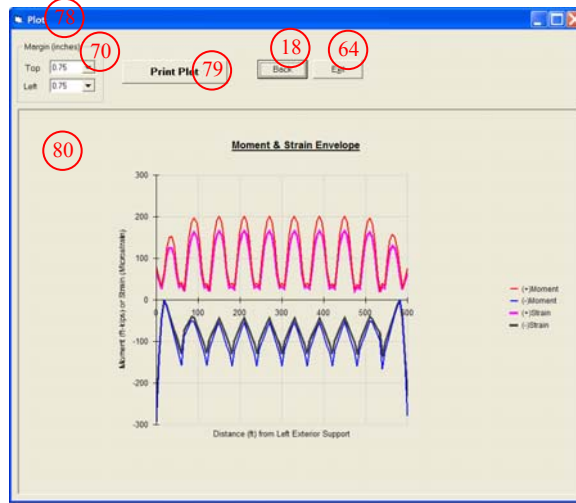 Plot 78
Margin (inches) 70
Top 0.75
Left 0.75
Print Plot 79
Back 18
Exit 64
80
Moment & Strain Envelope
300
200
100
0
-100
-200
-300
0 100 200 300 400 500 600
Moment (ft-kips) or Strain (Microstrain)
Distance (ft) from Left Exterior Support
(+)Moment
(-)Moment
(+)Strain
(-)Strain